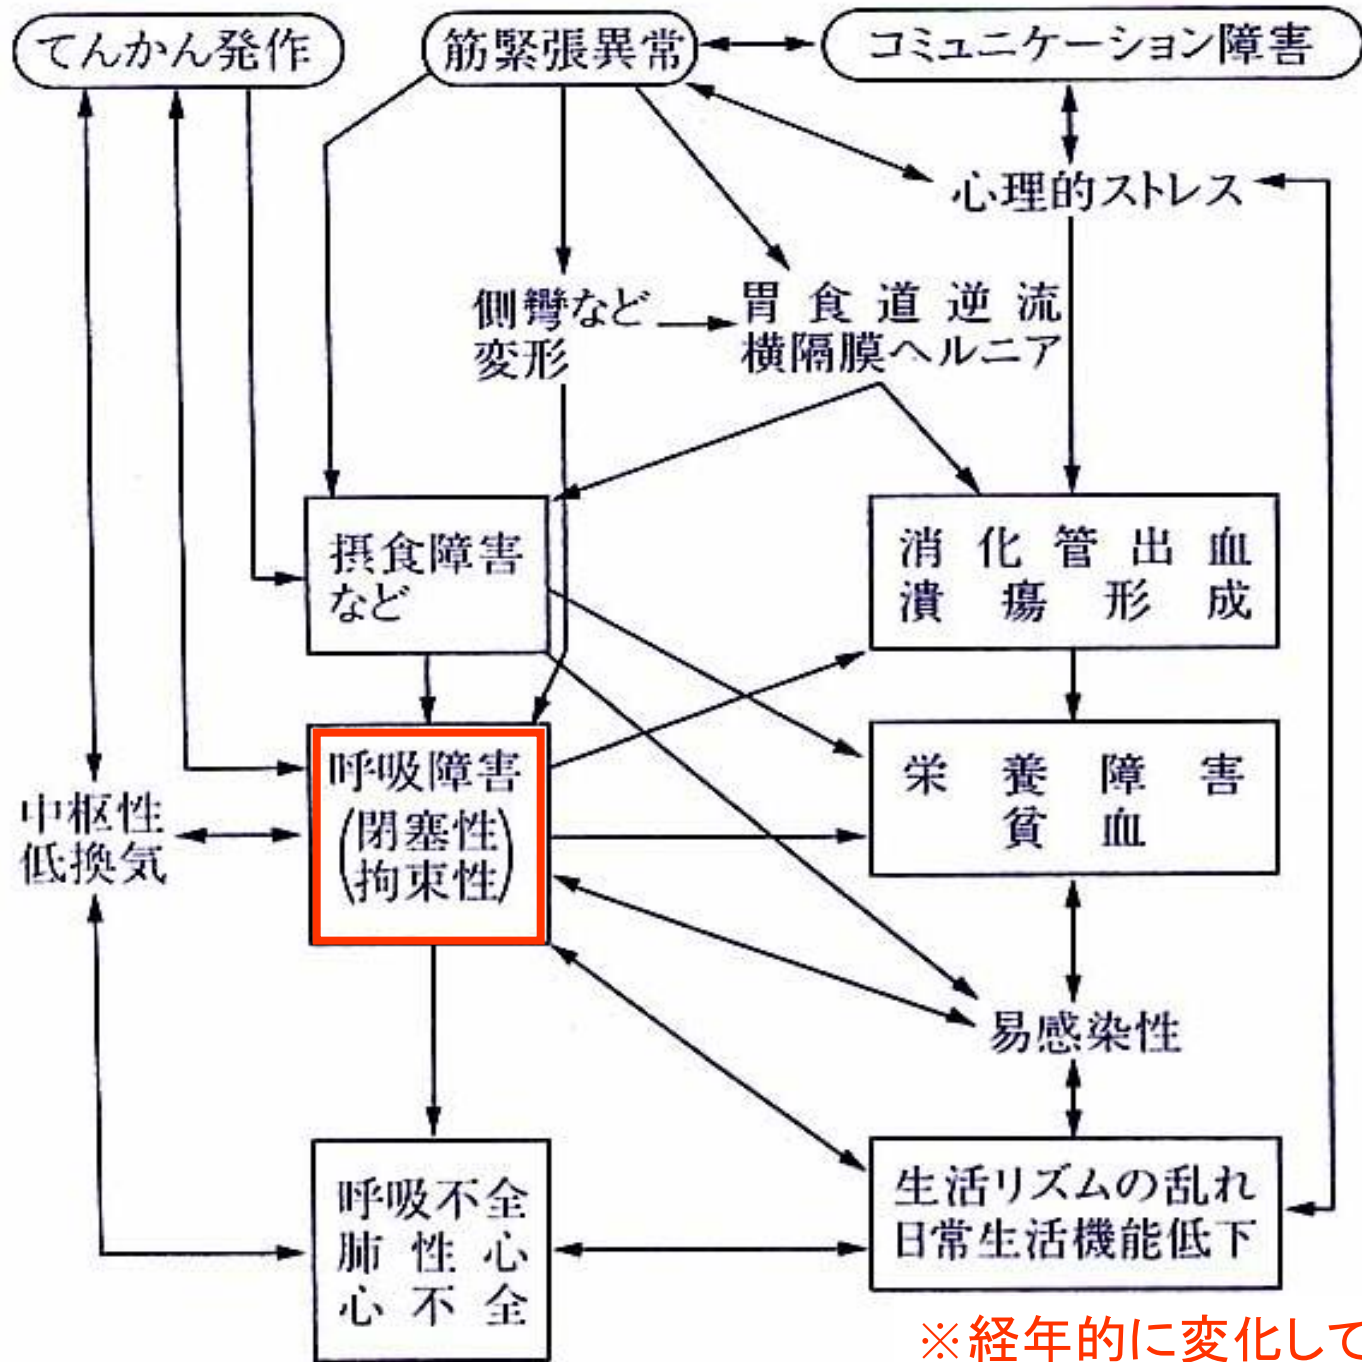 てんかん発作
筋緊張異常
コミュニケーション障害
心理的ストレス
側彎など
変形
胃食道逆流
横隔膜ヘルニア
摂食障害
など
消化管出血
潰瘍形成
呼吸障害
(閉塞性)
(拘束性)
栄養障害
貧血
中枢性
低換気
易感染性
呼吸不全
肺性心
心不全
生活リズムの乱れ
日常生活機能低下
※経年的に変化して